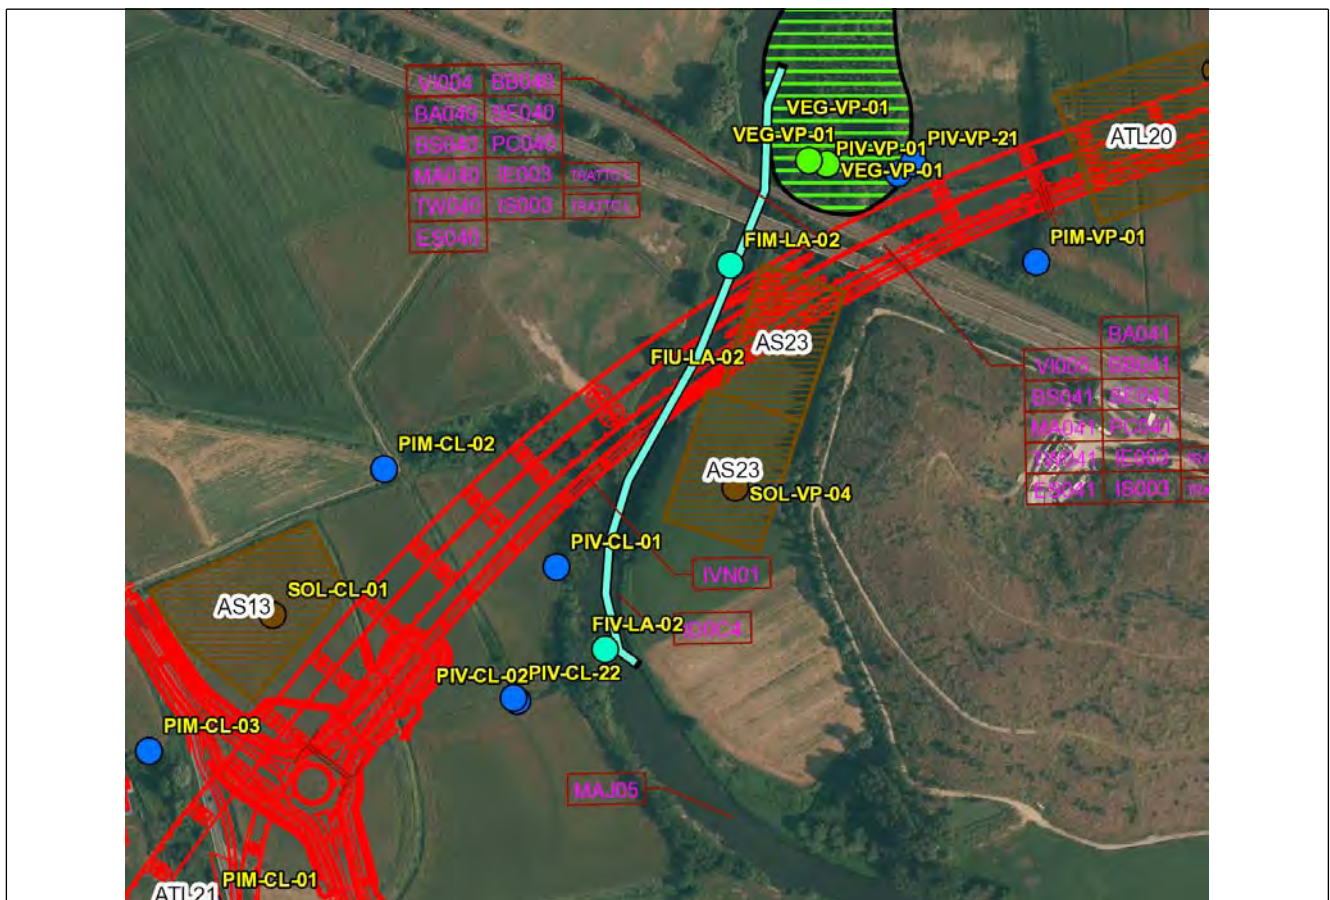 VI004 BB040
BA040 SE040
BS040 PC040
MA040 IE003
TW040 IS003
ES040
VEG-VP-01
VEG-VP-01
PIV-VP-01
PIV-VP-21
VEG-VP-01
ATL20
FIM-LA-02
PIM-VP-01
AS23
FIU-LA-02
BA041
VI005 BB041
BS041 SE041
MA041 PC041
IE003
ES041 IS003
PIM-CL-02
AS23
SOL-VP-04
PIV-CL-01
IVN01
SOL-CL-01
AS13
FIV-LA-02
PIV-CL-02
PIV-CL-22
PIM-CL-03
MAJ05
PIM-CL-01
ATL21